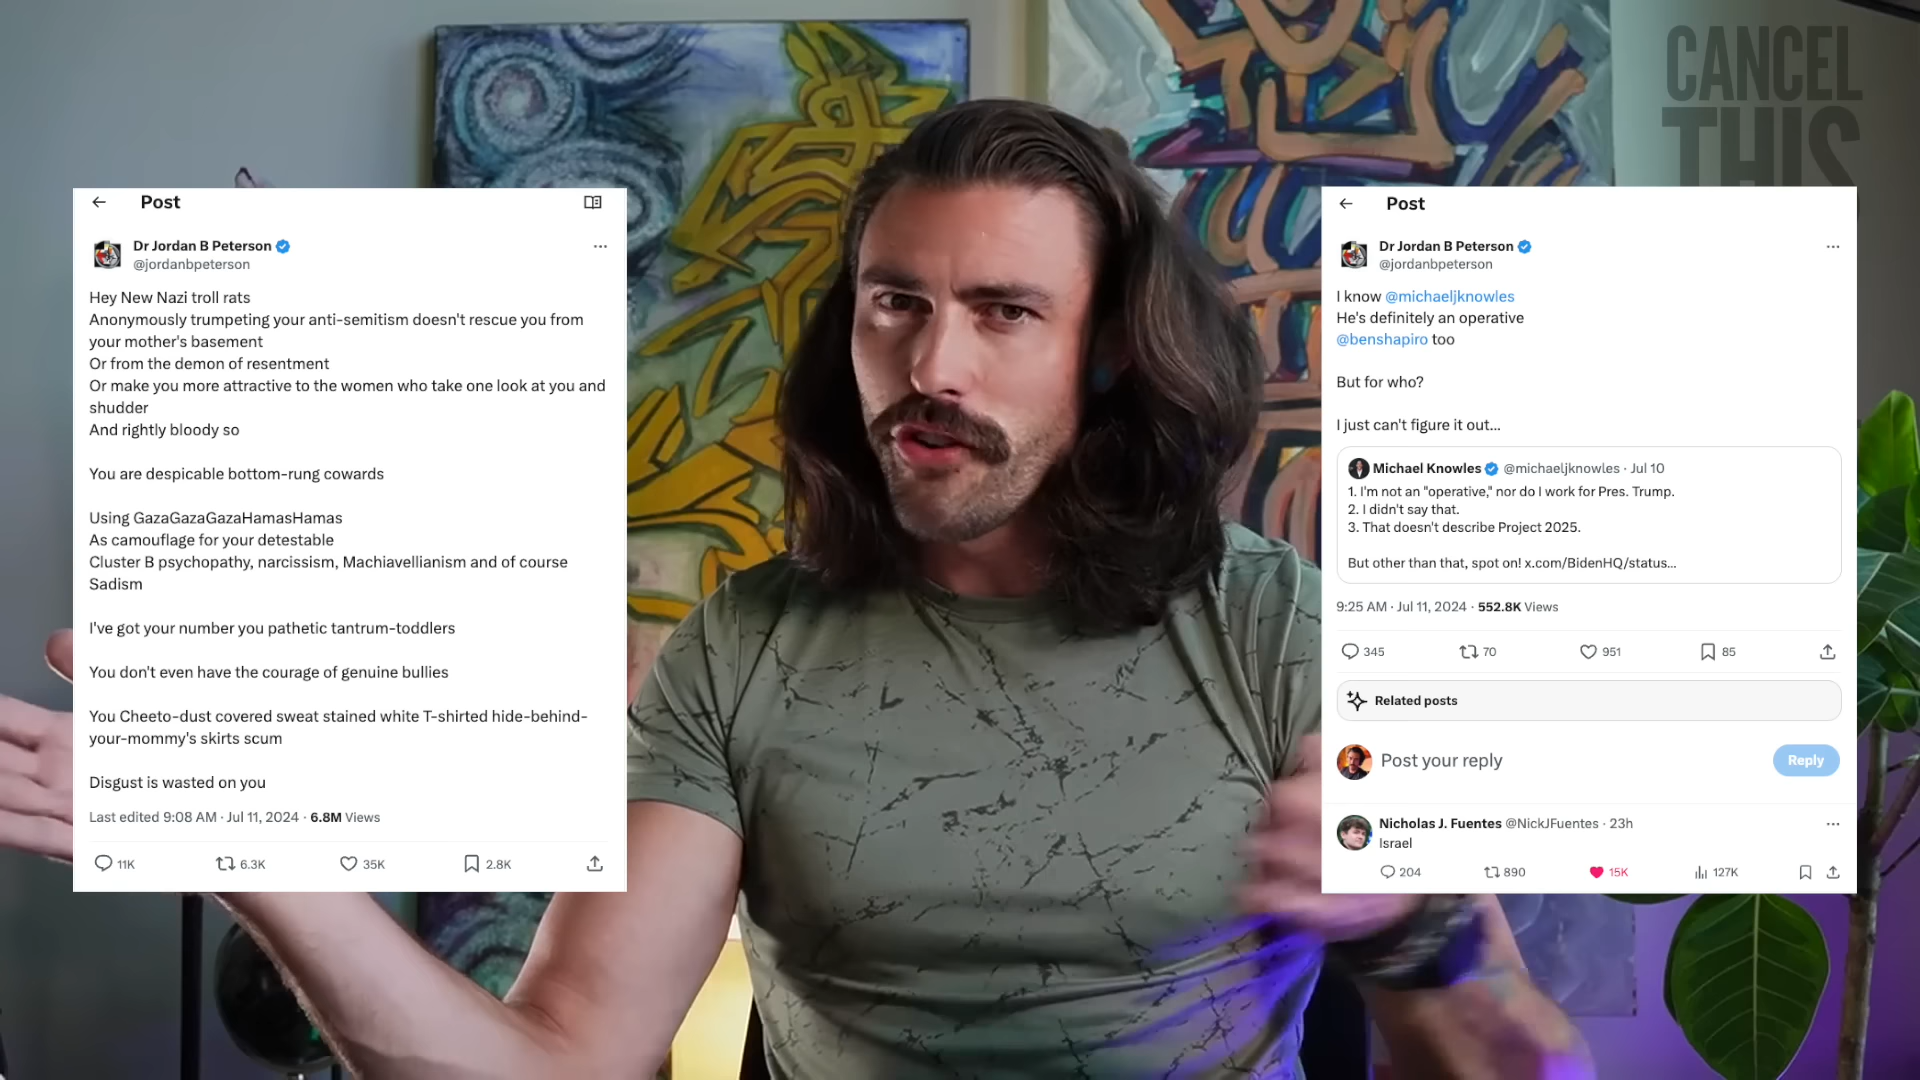 CANCEL
THIS
Post
Dr Jordan B Peterson
@jordanbpeterson
Hey New Nazi troll rats
Anonymously trumpeting your anti-semitism doesn't rescue you from
your mother's basement
Or from the demon of resentment
Or make you more attractive to the women who take one look at you and
shudder
And rightly bloody so
You are despicable bottom-rung cowards
Using GazaGazaGazaHamasHamas
As camouflage for your detestable
Cluster B psychopathy, narcissism, Machiavellianism and of course
Sadism
I've got your number you pathetic tantrum-toddlers
You don't even have the courage of genuine bullies
You Cheeto-dust covered sweat stained white T-shirted hide-behind-
your-mommy's skirts scum
Disgust is wasted on you
Last edited 9:08 AM · Jul 11, 2024 · 6.8M Views
11K 6.3K 35K 2.8K
Post
Dr Jordan B Peterson
@jordanbpeterson
I know @michaeljknowles
He's definitely an operative
@benshapiro too
But for who?
I just can't figure it out...
Michael Knowles @michaeljknowles · Jul 10
1. I'm not an "operative," nor do I work for Pres. Trump.
2. I didn't say that.
3. That doesn't describe Project 2025.
But other than that, spot on! x.com/BidenHQ/status...
9:25 AM · Jul 11, 2024 · 552.8K Views
345 70 951 85
Related posts
Post your reply Reply
Nicholas J. Fuentes @NickJFuentes · 23h
Israel
204 890 15K 127K